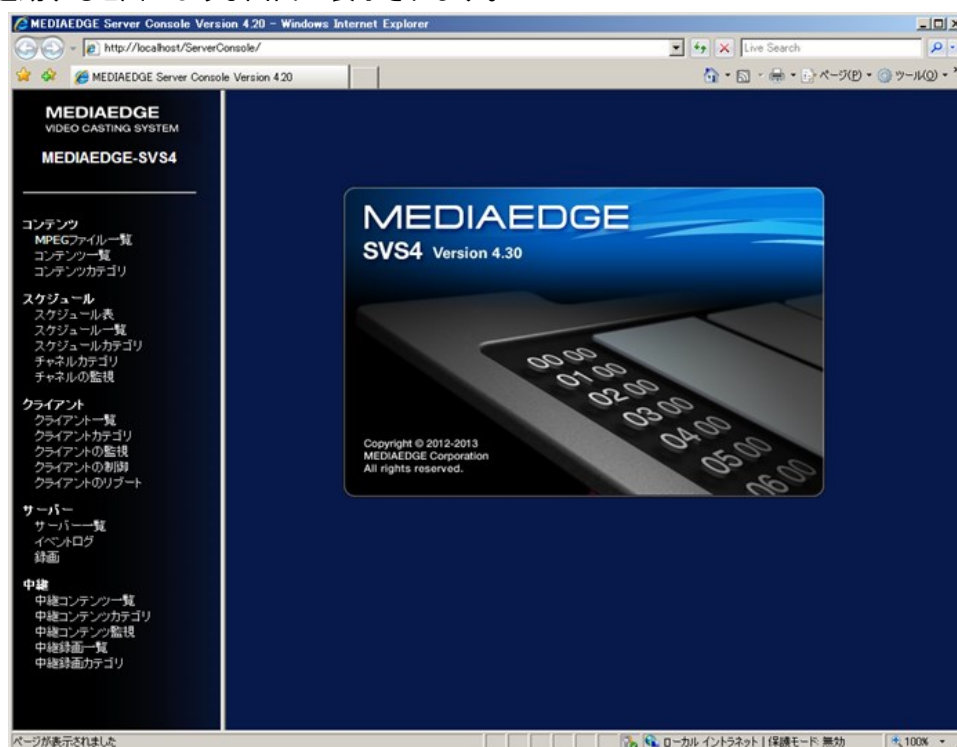 MEDIAEDGE Server Console Version 4.20 - Windows Internet Explorer
http://localhost/ServerConsole/
Live Search
MEDIAEDGE Server Console Version 4.20
ページ(P)
ツール(O)
MEDIAEDGE
VIDEO CASTING SYSTEM
MEDIAEDGE-SVS4
コンテンツ
MPEGファイル一覧
コンテンツ一覧
コンテンツカテゴリ
スケジュール
スケジュール表
スケジュール一覧
スケジュールカテゴリ
チャネルカテゴリ
チャネルの監視
クライアント
クライアント一覧
クライアントカテゴリ
クライアントの監視
クライアントの制御
クライアントのリブート
サーバー
サーバー一覧
イベントログ
録画
中継
中継コンテンツ一覧
中継コンテンツカテゴリ
中継コンテンツ監視
中継録画一覧
中継録画カテゴリ
MEDIAEDGE
SVS4 Version 4.30
00 00
01 00
02 00
03 00
04 00
05 00
06 00
Copyright © 2012-2013
MEDIAEDGE Corporation
All rights reserved.
ページが表示されました
ローカル イントラネット | 保護モード: 無効
100%